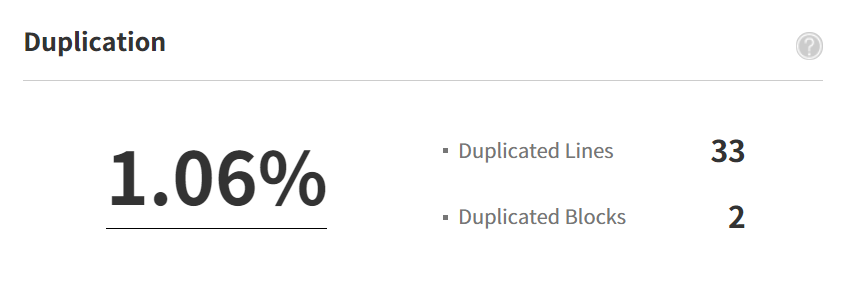 Duplication
?
1.06%
▪ Duplicated Lines 33
▪ Duplicated Blocks 2